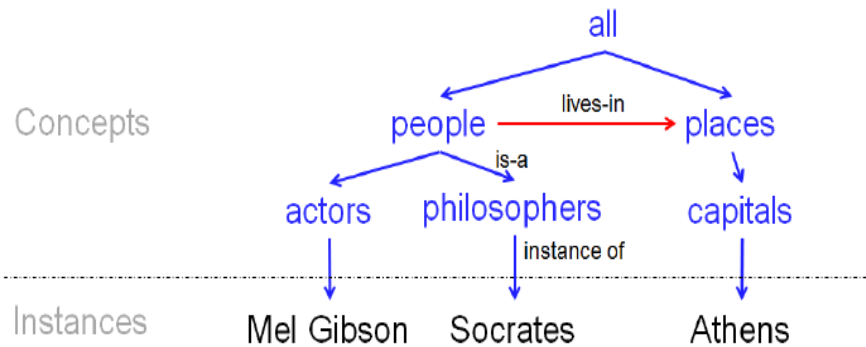 all
lives-in
Concepts
people
places
is-a
actors
philosophers
capitals
instance of
Instances
Mel Gibson
Socrates
Athens